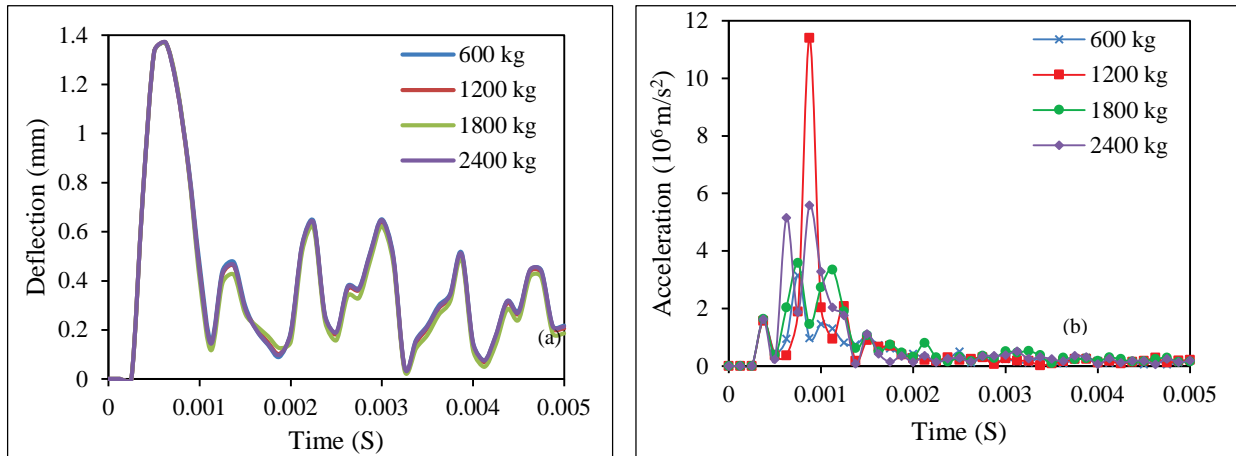 1.4
1.2
1
0.8
0.6
0.4
0.2
0
Deflection (mm)
600 kg
1200 kg
1800 kg
2400 kg
(a)
0 0.001 0.002 0.003 0.004 0.005
Time (S)
12
10
8
6
4
2
0
Acceleration (10⁶ m/s²)
600 kg
1200 kg
1800 kg
2400 kg
(b)
0.000 0.001 0.002 0.003 0.004 0.005
Time (S)